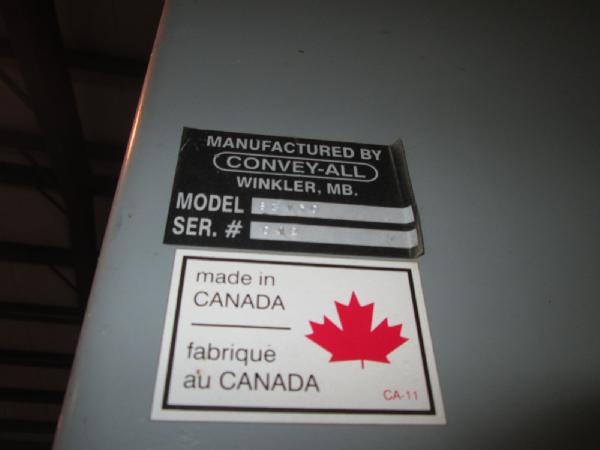 MANUFACTURED BY
CONVEY-ALL
WINKLER, MB.
MODEL
SER. #
made in
CANADA
fabriqué
au CANADA
CA-11